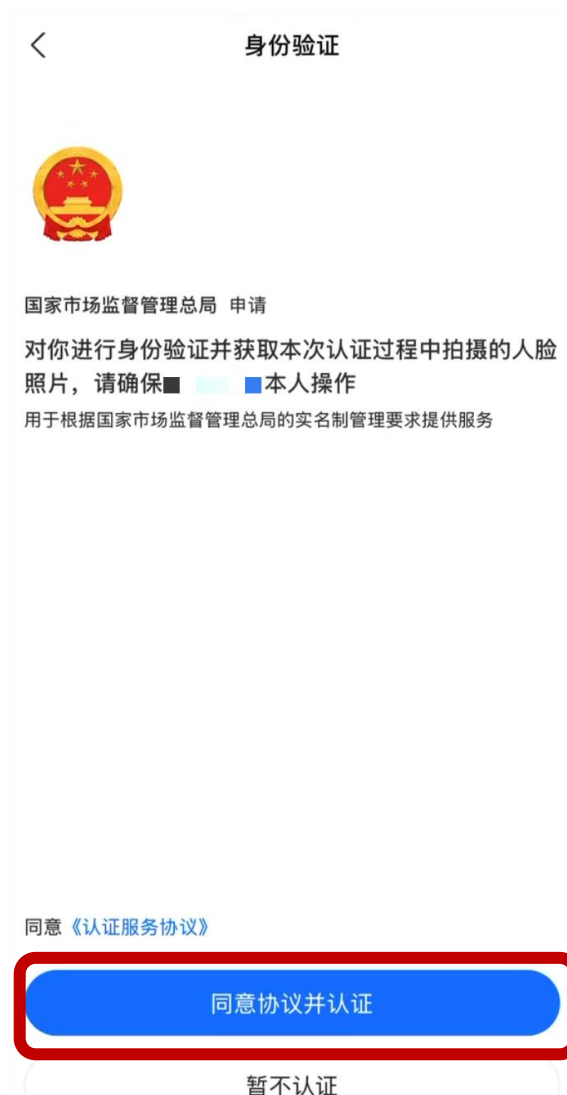 身份验证
国家市场监督管理总局 申请
对你进行身份验证并获取本次认证过程中拍摄的人脸
照片，请确保 本人操作
用于根据国家市场监督管理总局的实名制管理要求提供服务
同意《认证服务协议》
同意协议并认证
暂不认证